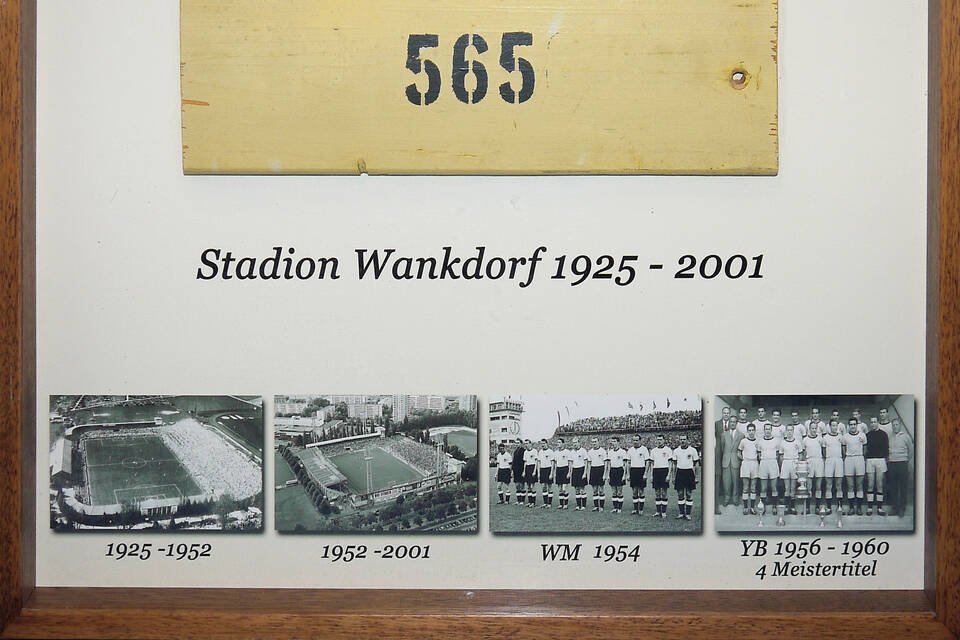 565
Stadion Wankdorf 1925 - 2001
1925 -1952
1952 -2001
WM 1954
YB 1956 - 1960
4 Meistertitel